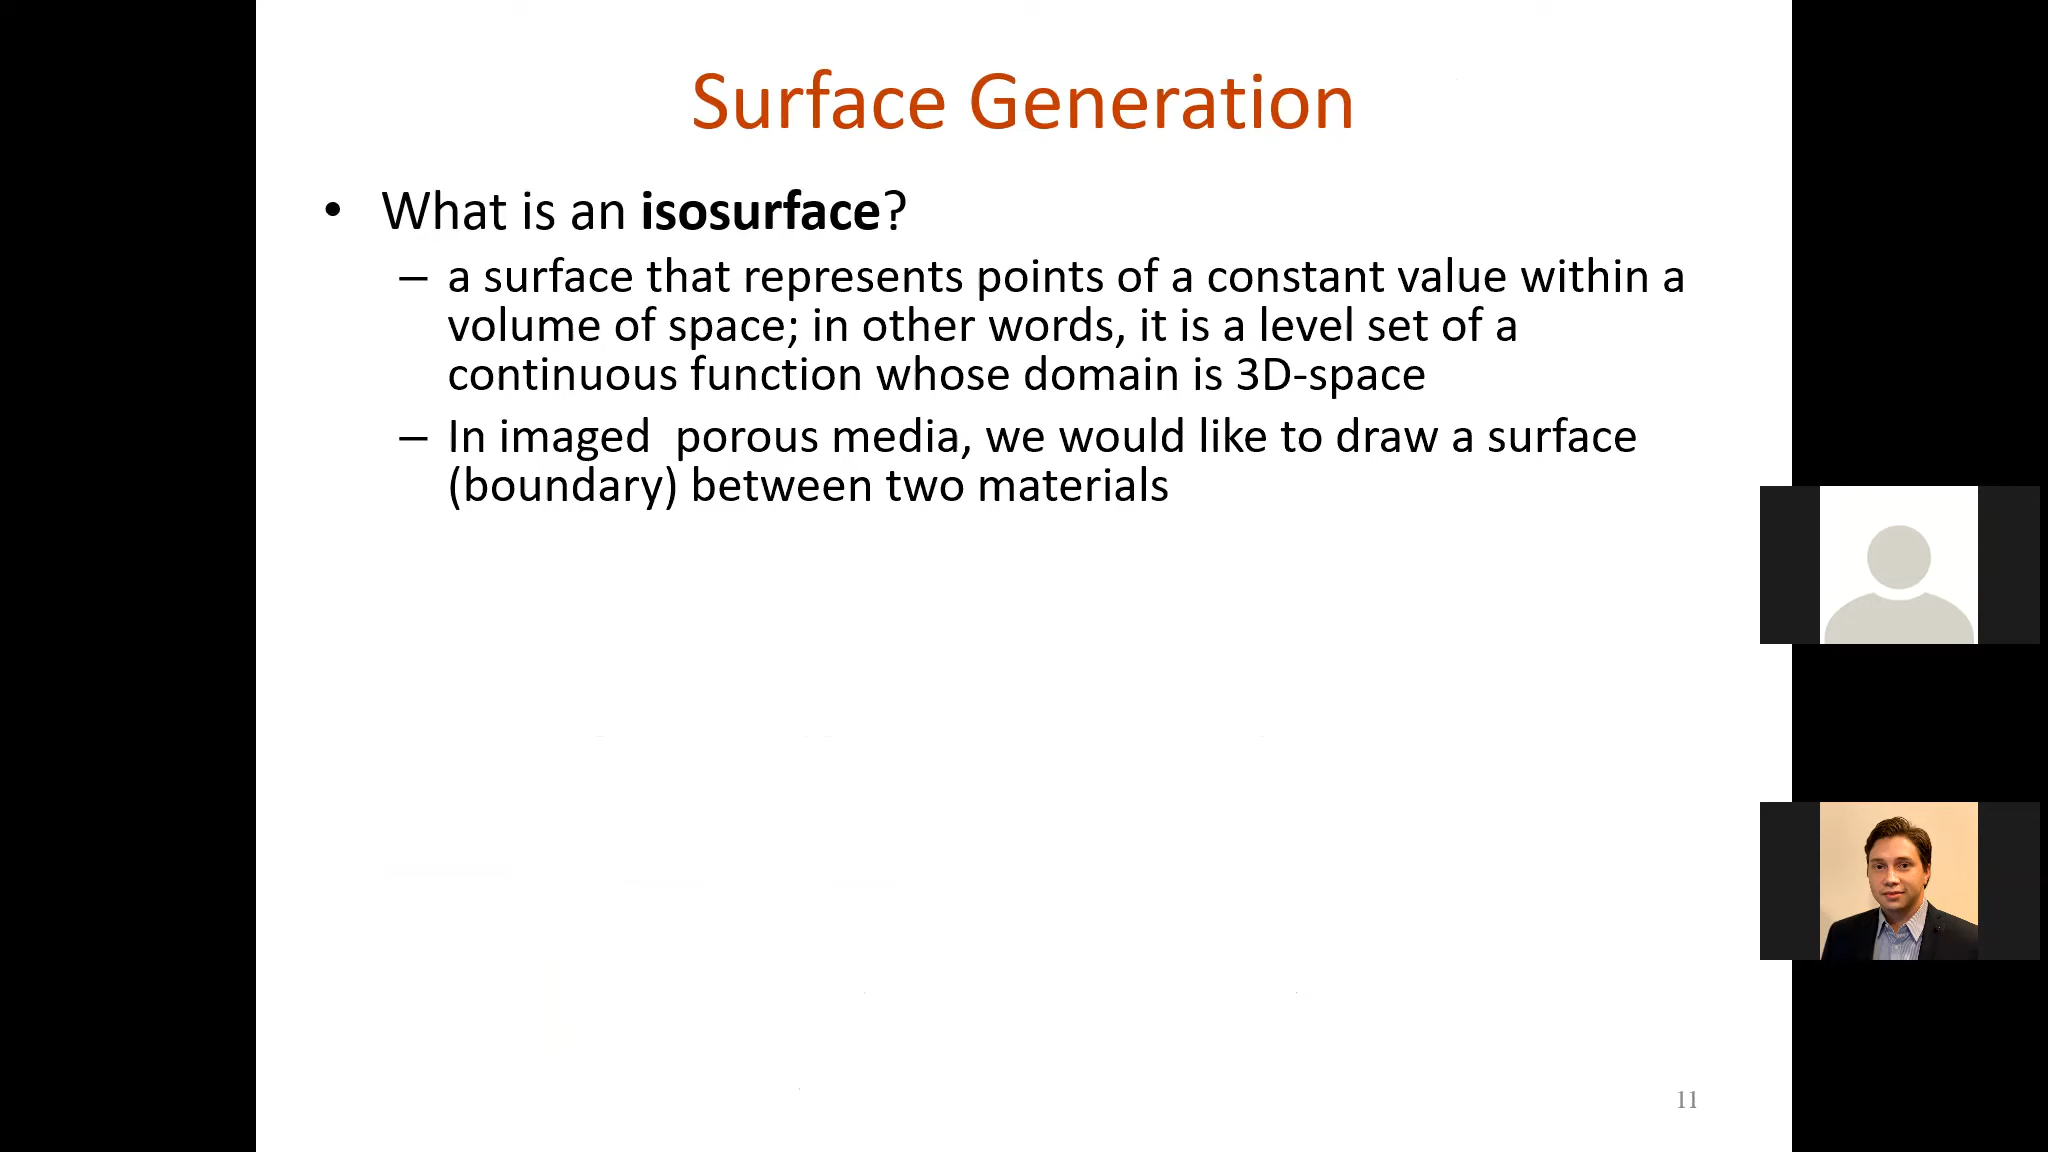 Surface Generation
• What is an isosurface?
– a surface that represents points of a constant value within a
volume of space; in other words, it is a level set of a
continuous function whose domain is 3D-space
– In imaged  porous media, we would like to draw a surface
(boundary) between two materials
11